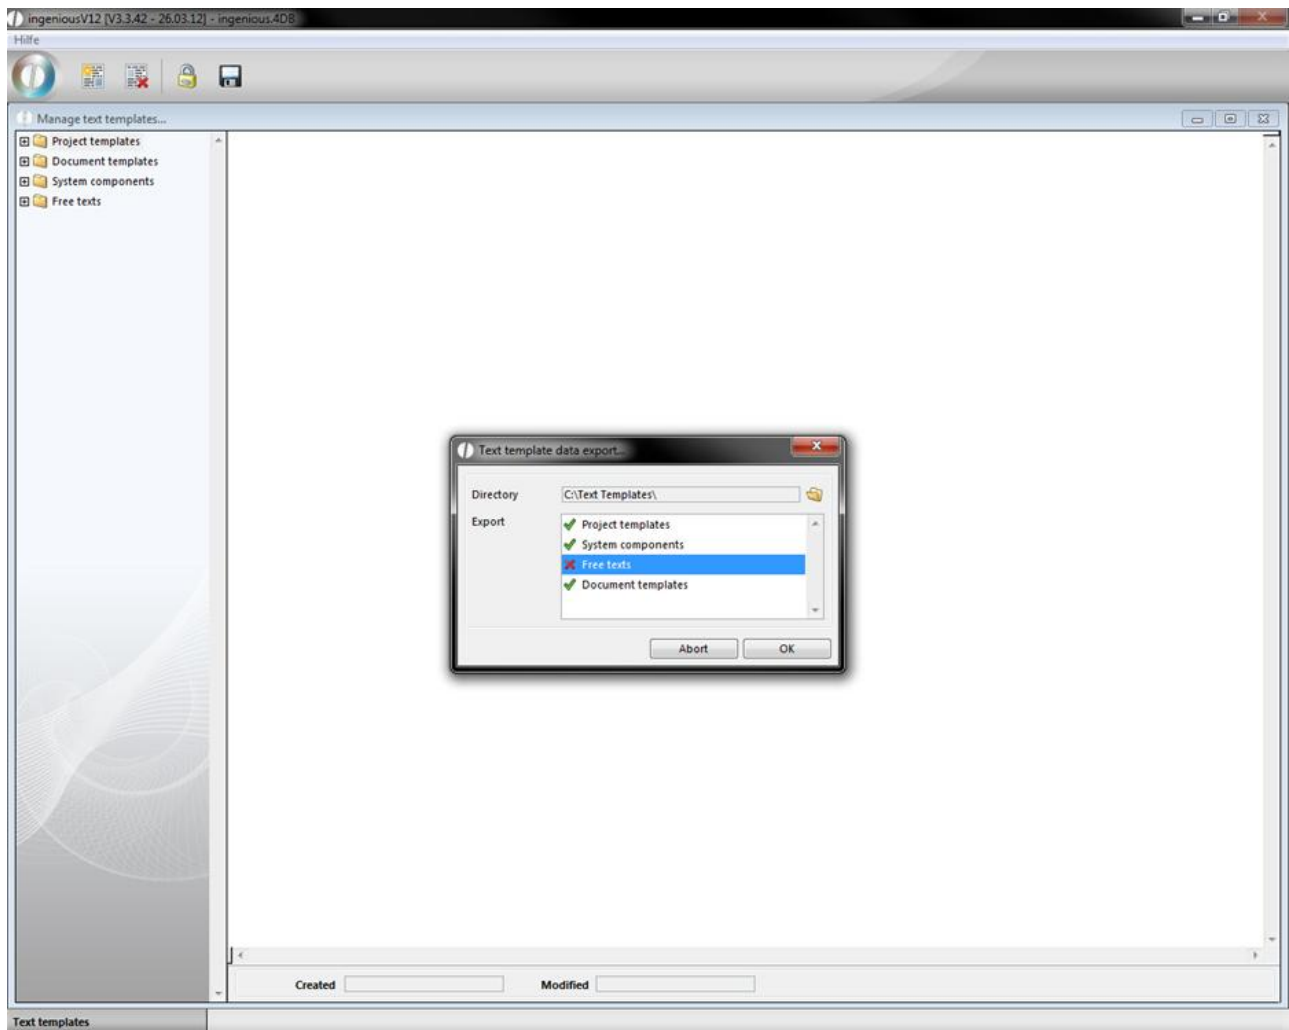 ingeniousV12 [V3.3.42 - 26.03.12] - ingenious.4DB
Hilfe
Manage text templates...
Project templates
Document templates
System components
Free texts
Text template data export...
Directory
C:\Text Templates\
Export
Project templates
System components
Free texts
Document templates
Abort
OK
Created
Modified
Text templates